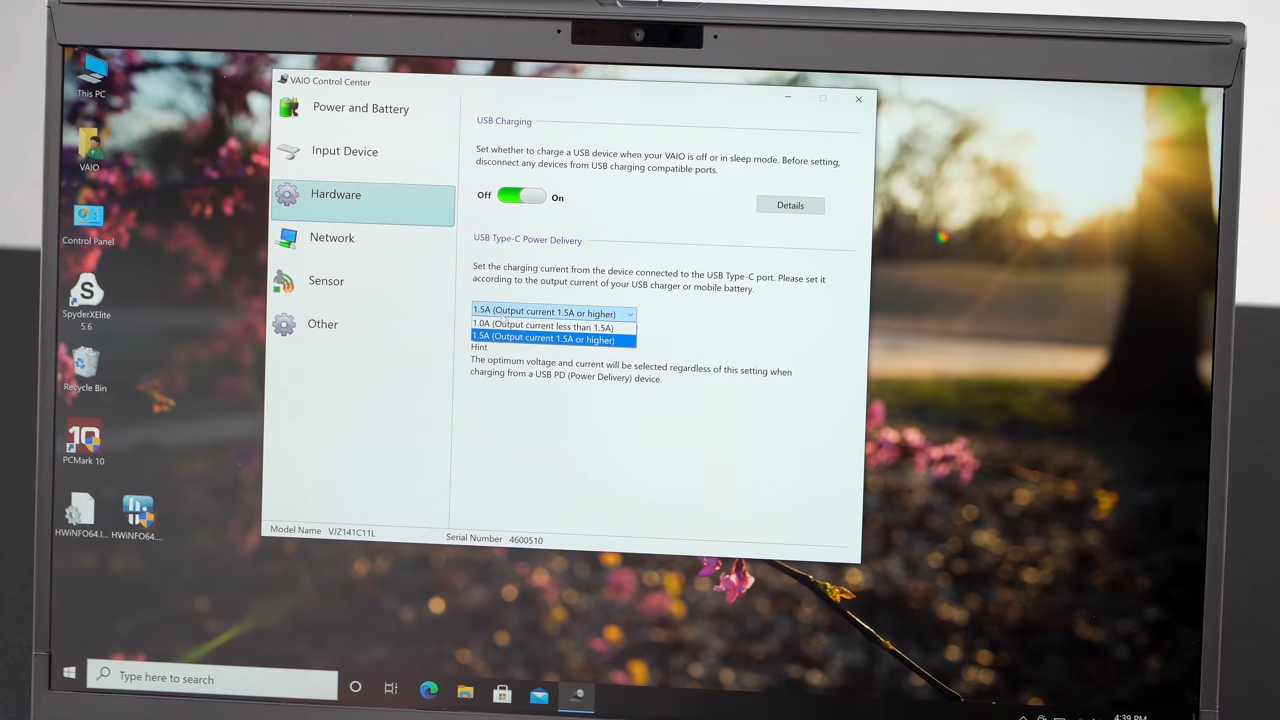 This PC
VAIO
Control Panel
SpyderXElite
5.6
Recycle Bin
10
PCMark 10
HWiNFO64.I...
HWiNFO64....
VAIO Control Center
Power and Battery
Input Device
Hardware
Network
Sensor
Other
USB Charging
Set whether to charge a USB device when your VAIO is off or in sleep mode. Before setting,
disconnect any devices from USB charging compatible ports.
Off
On
Details
USB Type-C Power Delivery
Set the charging current from the device connected to the USB Type-C port. Please set it
according to the output current of your USB charger or mobile battery.
1.5A (Output current 1.5A or higher)
1.0A (Output current less than 1.5A)
1.5A (Output current 1.5A or higher)
Hint
The optimum voltage and current will be selected regardless of this setting when
charging from a USB PD (Power Delivery) device.
Model Name VJZ141C11L
Serial Number 4600510
Type here to search
4:39 PM